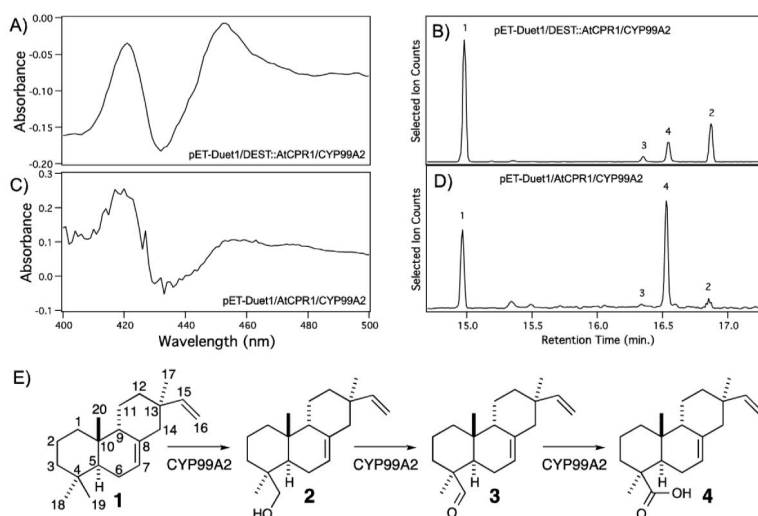 A)
0.00
-0.05
-0.10
-0.15
-0.20
Absorbance
pET-Duet1/DEST::AtCPR1/CYP99A2
B)
pET-Duet1/DEST::AtCPR1/CYP99A2
Selected Ion Counts
1
3
4
2
C)
0.3
0.2
0.1
0.0
-0.1
Absorbance
pET-Duet1/AtCPR1/CYP99A2
400
420
440
460
480
500
Wavelength (nm)
D)
pET-Duet1/AtCPR1/CYP99A2
Selected Ion Counts
1
4
3
2
15.0
15.5
16.0
16.5
17.0
Retention Time (min.)
E)
17
12
15
20
11
13
16
1
9
14
2
10
8
5
3
4
6
7
H
18
19
1
CYP99A2
H
HO
2
CYP99A2
H
O
3
CYP99A2
H
OH
O
4